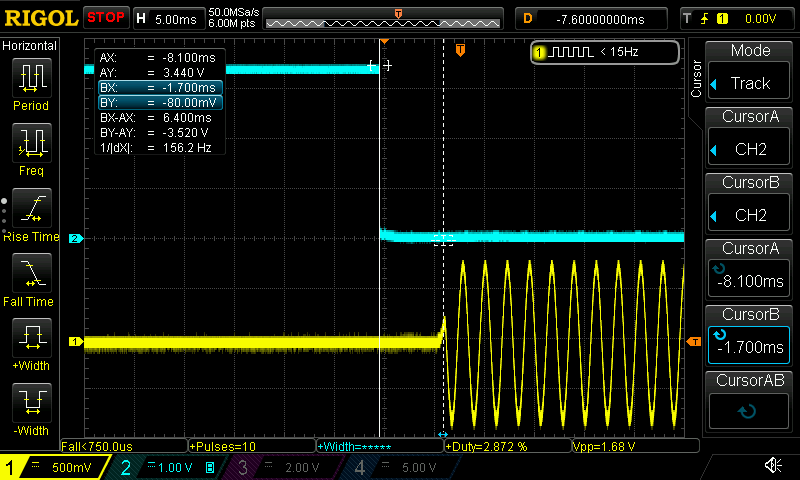 RIGOL STOP H 5.00ms 50.0MSa/s 6.00M pts T D -7.60000000ms T 1 0.00V
Horizontal
Period
Freq
Rise Time
Fall Time
+Width
-Width
AX: = -8.100ms
AY: = 3.440 V
BX: = -1.700ms
BY: = -80.00mV
BX-AX: = 6.400ms
BY-AY: = -3.520 V
1/|dX|: = 156.2 Hz
T
1 < 15Hz
2
1
T
Cursor
Mode
Track
CursorA
CH2
CursorB
CH2
CursorA
-8.100ms
CursorB
-1.700ms
CursorAB
Fall<750.0us +Pulses=10 +Width=***** +Duty=2.872 % Vpp=1.68 V
1 = 500mV 2 = 1.00 V B 3 = 2.00 V 4 = 5.00 V